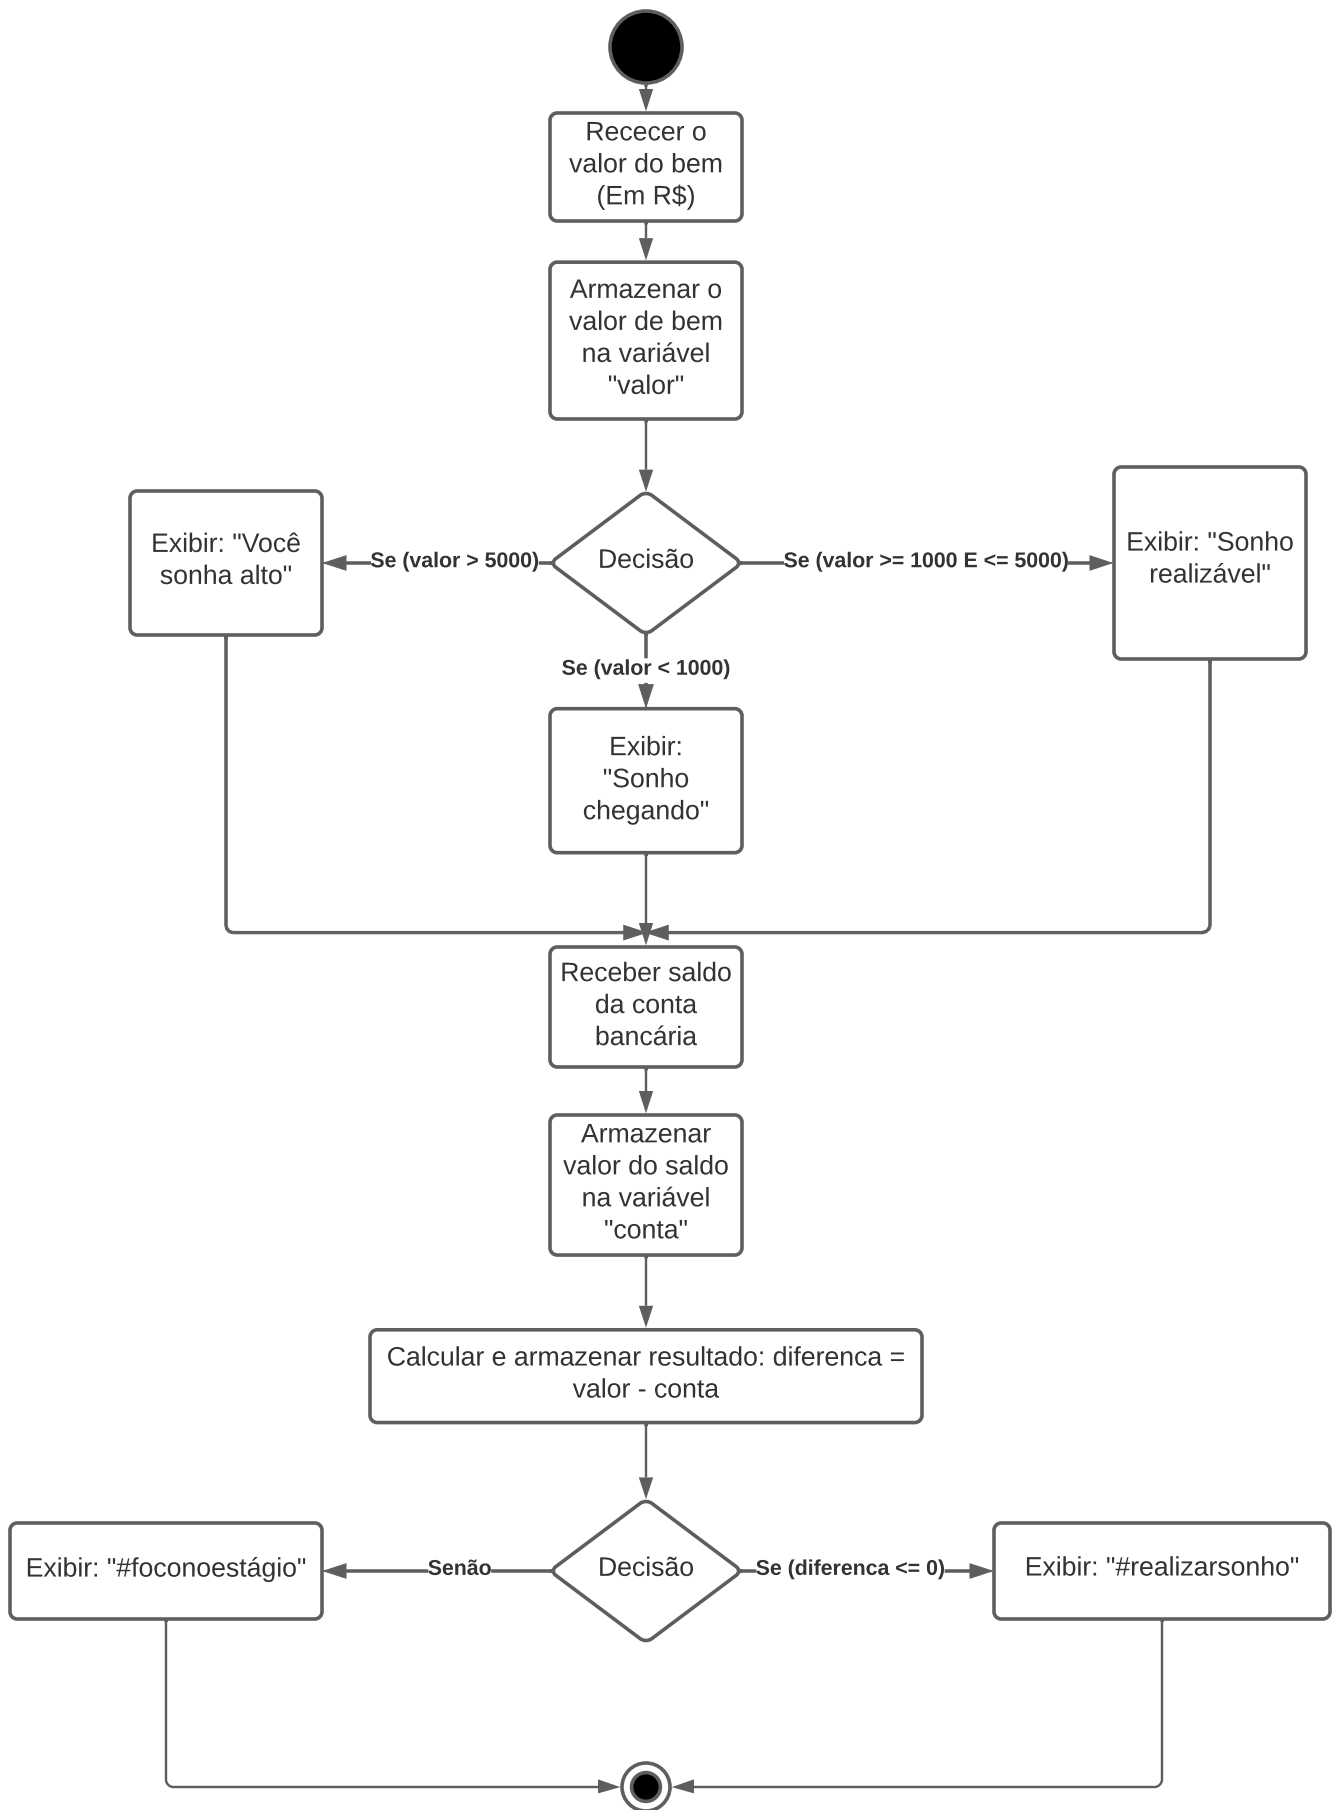 Rececer o
valor do bem
(Em R$)
Armazenar o
valor de bem
na variável
"valor"
Exibir: "Você
sonha alto"
Se (valor > 5000)
Decisão
Se (valor >= 1000 E <= 5000)
Exibir: "Sonho
realizável"
Se (valor < 1000)
Exibir:
"Sonho
chegando"
Receber saldo
da conta
bancária
Armazenar
valor do saldo
na variável
"conta"
Calcular e armazenar resultado: diferenca =
valor - conta
Exibir: "#foconoestágio"
Senão
Decisão
Se (diferenca <= 0)
Exibir: "#realizarsonho"